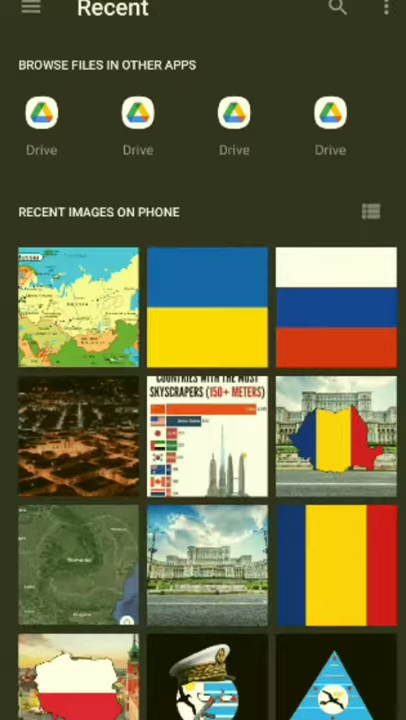 Recent
BROWSE FILES IN OTHER APPS
Drive
Drive
Drive
Drive
RECENT IMAGES ON PHONE
COUNTRIES WITH THE MOST
SKYSCRAPERS (150+ METERS)